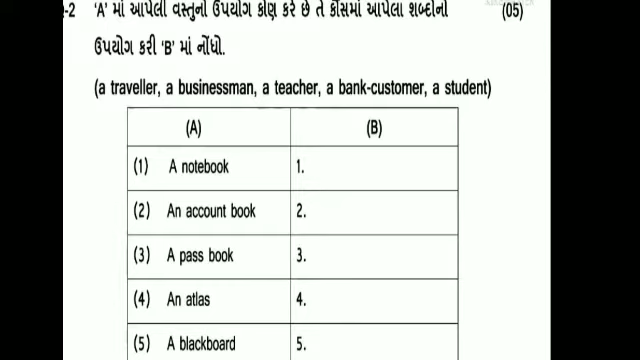 -2 'A' માં આપેલી વસ્તુનો ઉપયોગ કોણ કરે છે તે કૌંસમાં આપેલા શબ્દોનો (05)
ઉપયોગ કરી 'B' માં નોંધો.
(a traveller, a businessman, a teacher, a bank-customer, a student)
(A) (B)
(1) A notebook 1.
(2) An account book 2.
(3) A pass book 3.
(4) An atlas 4.
(5) A blackboard 5.